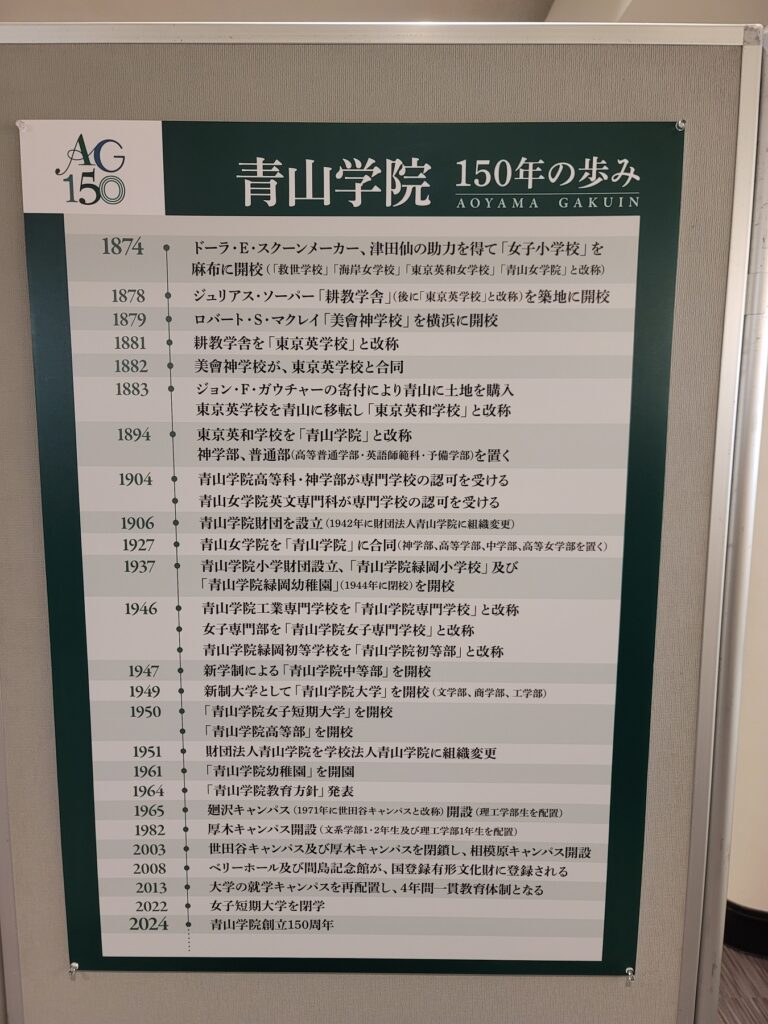 AG
150
青山学院 150年の歩み
AOYAMA GAKUIN
1874 ドーラ・E・スクーンメーカー、津田仙の助力を得て「女子小学校」を
麻布に開校(「救世学校」「海岸女学校」「東京英和女学校」「青山女学院」と改称)
1878 ジュリアス・ソーパー「耕教学舎」(後に「東京英学校」と改称)を築地に開校
1879 ロバート・S・マクレイ「美會神学校」を横浜に開校
1881 耕教学舎を「東京英学校」と改称
1882 美會神学校が、東京英学校と合同
1883 ジョン・F・ガウチャーの寄付により青山に土地を購入
東京英学校を青山に移転し「東京英和学校」と改称
1894 東京英和学校を「青山学院」と改称
神学部、普通部(高等普通学部・英語師範科・予備学部)を置く
1904 青山学院高等科・神学部が専門学校の認可を受ける
青山女学院英文専門科が専門学校の認可を受ける
1906 青山学院財団を設立(1942年に財団法人青山学院に組織変更)
1927 青山女学院を「青山学院」に合同(神学部、高等学部、中学部、高等女学部を置く)
1937 青山学院小学財団設立、「青山学院緑岡小学校」及び
「青山学院緑岡幼稚園」(1944年に閉校)を開校
1946 青山学院工業専門学校を「青山学院専門学校」と改称
女子専門部を「青山学院女子専門学校」と改称
青山学院緑岡初等学校を「青山学院初等部」と改称
1947 新学制による「青山学院中等部」を開校
1949 新制大学として「青山学院大学」を開校(文学部、商学部、工学部)
1950 「青山学院女子短期大学」を開校
「青山学院高等部」を開校
1951 財団法人青山学院を学校法人青山学院に組織変更
1961 「青山学院幼稚園」を開園
1964 「青山学院教育方針」発表
1965 廻沢キャンパス(1971年に世田谷キャンパスと改称)開設(理工学部生を配置)
1982 厚木キャンパス開設(文系学部1・2年生及び理工学部1年生を配置)
2003 世田谷キャンパス及び厚木キャンパスを閉鎖し、相模原キャンパス開設
2008 ベリーホール及び間島記念館が、国登録有形文化財に登録される
2013 大学の就学キャンパスを再配置し、4年間一貫教育体制となる
2022 女子短期大学を閉学
2024 青山学院創立150周年